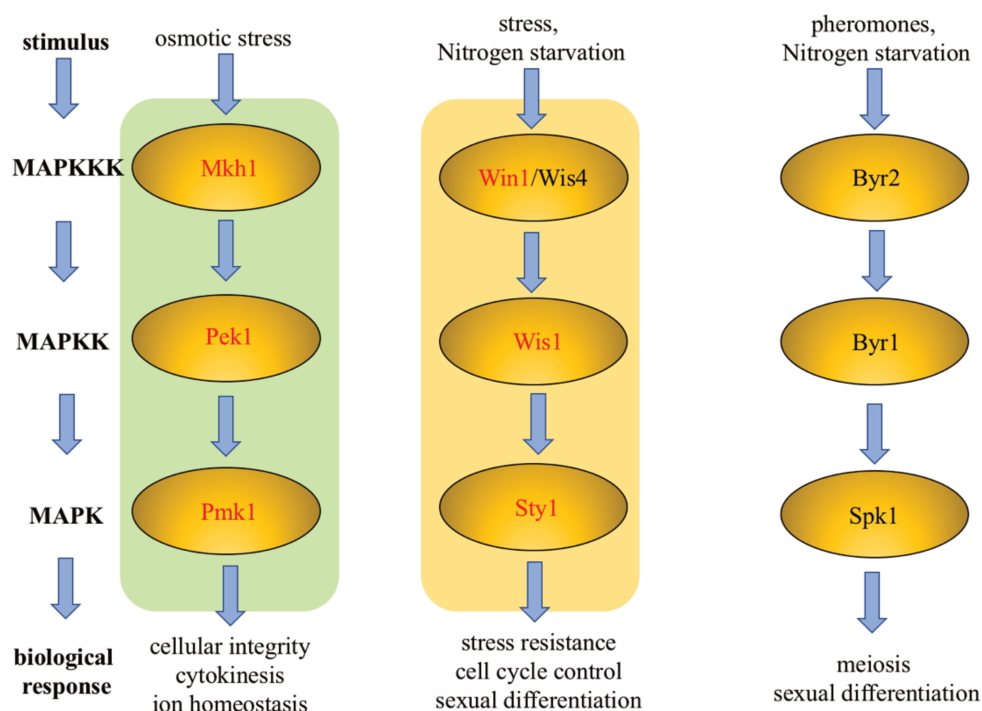 stimulus
osmotic stress
stress,
Nitrogen starvation
pheromones,
Nitrogen starvation
MAPKKK
Mkh1
Win1/Wis4
Byr2
MAPKK
Pek1
Wis1
Byr1
MAPK
Pmk1
Sty1
Spk1
biological
response
cellular integrity
cytokinesis
ion homeostasis
stress resistance
cell cycle control
sexual differentiation
meiosis
sexual differentiation